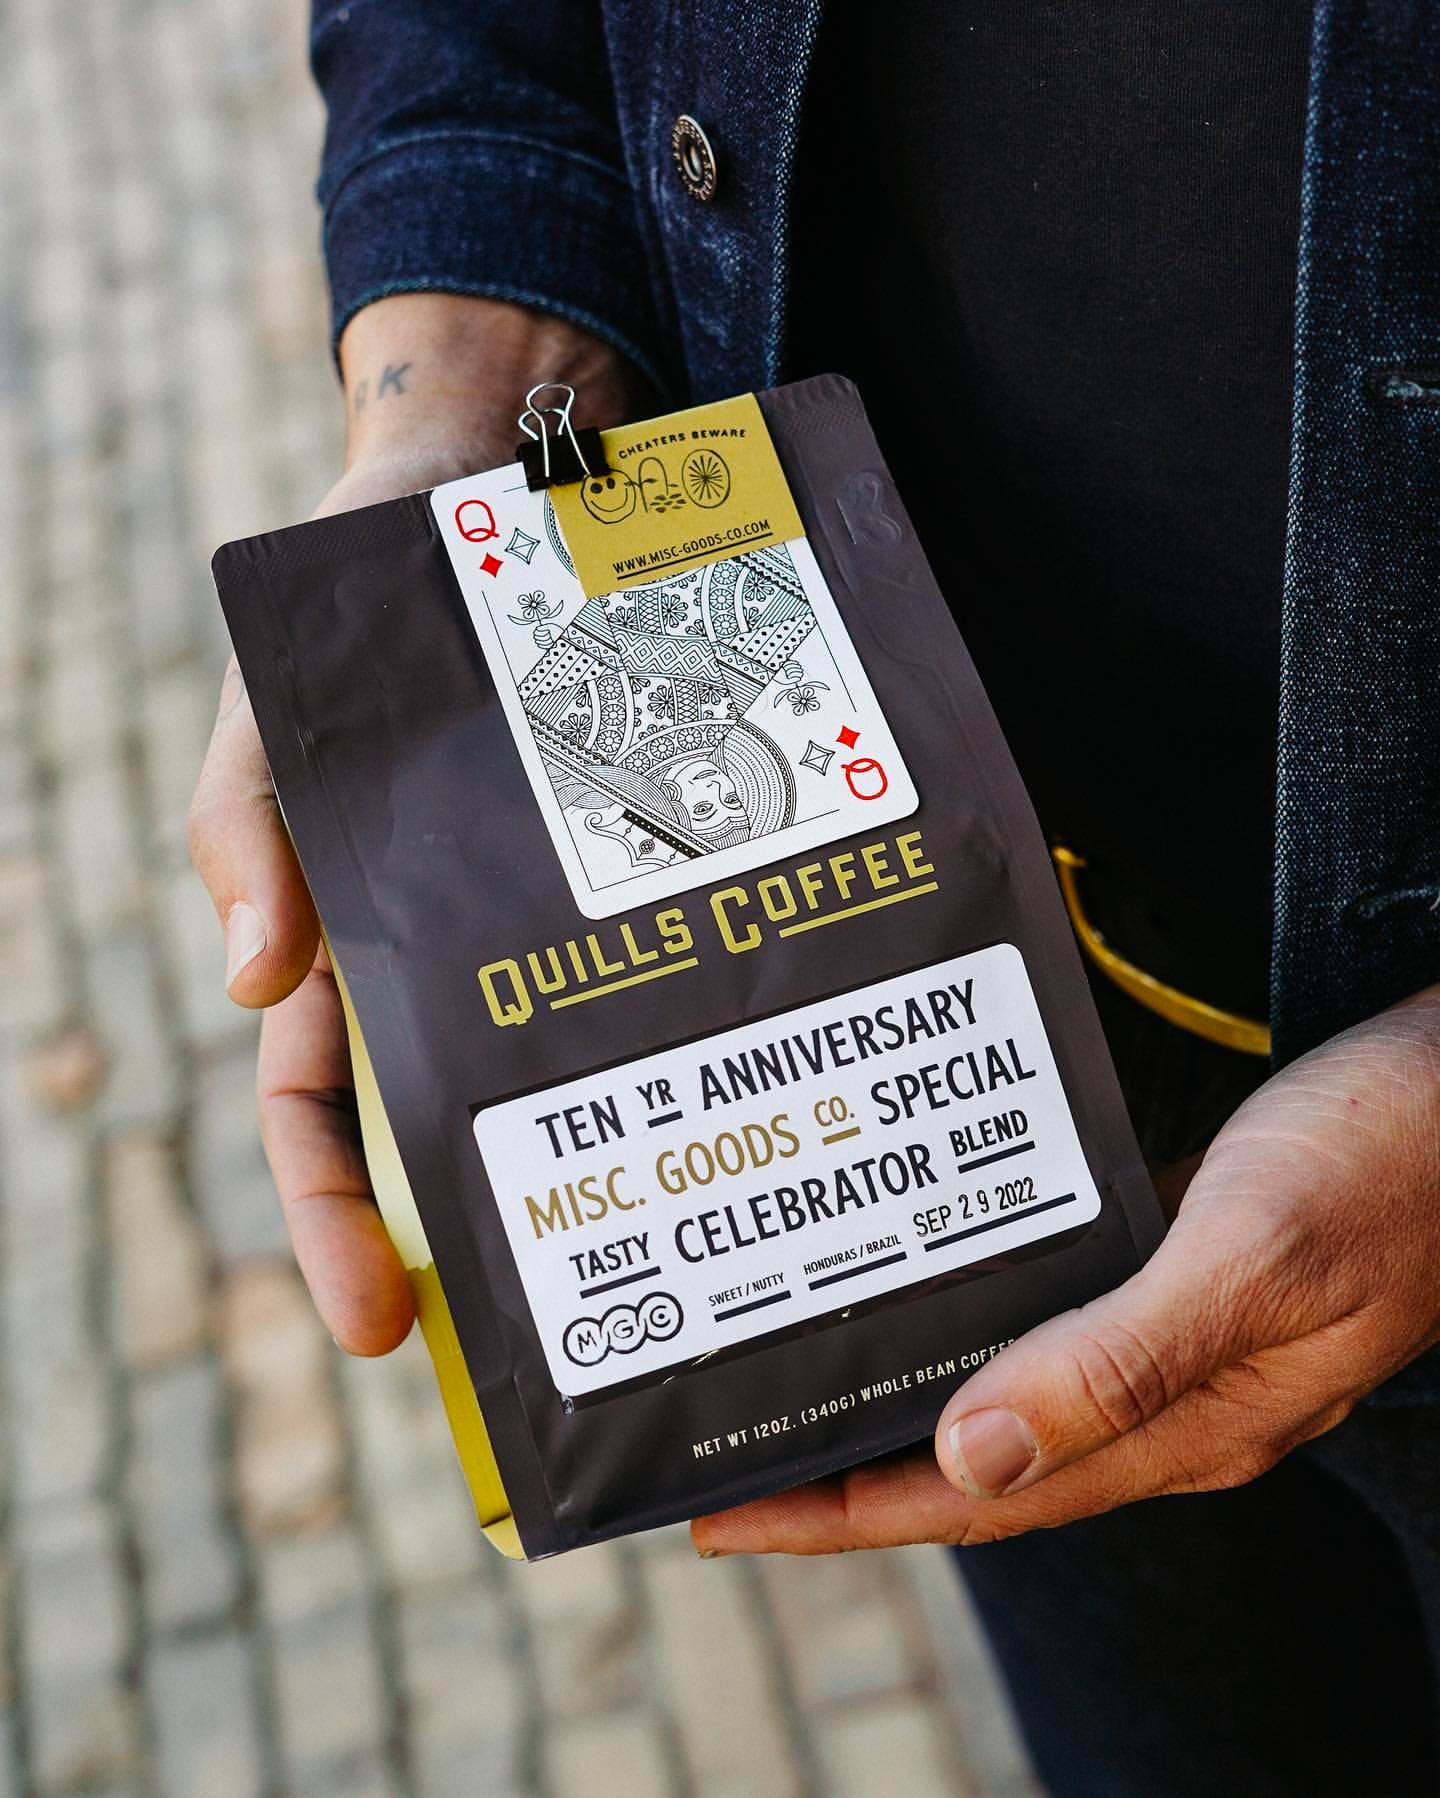 K
CHEATERS BEWARE
WWW.MISC-GOODS-CO.COM
Q
Q
QUILLS COFFEE
TEN YR ANNIVERSARY
MISC. GOODS CO. SPECIAL
TASTY CELEBRATOR BLEND
MGC SWEET / NUTTY HONDURAS / BRAZIL SEP 29 2022
NET WT 12OZ. (340G) WHOLE BEAN COFFEE